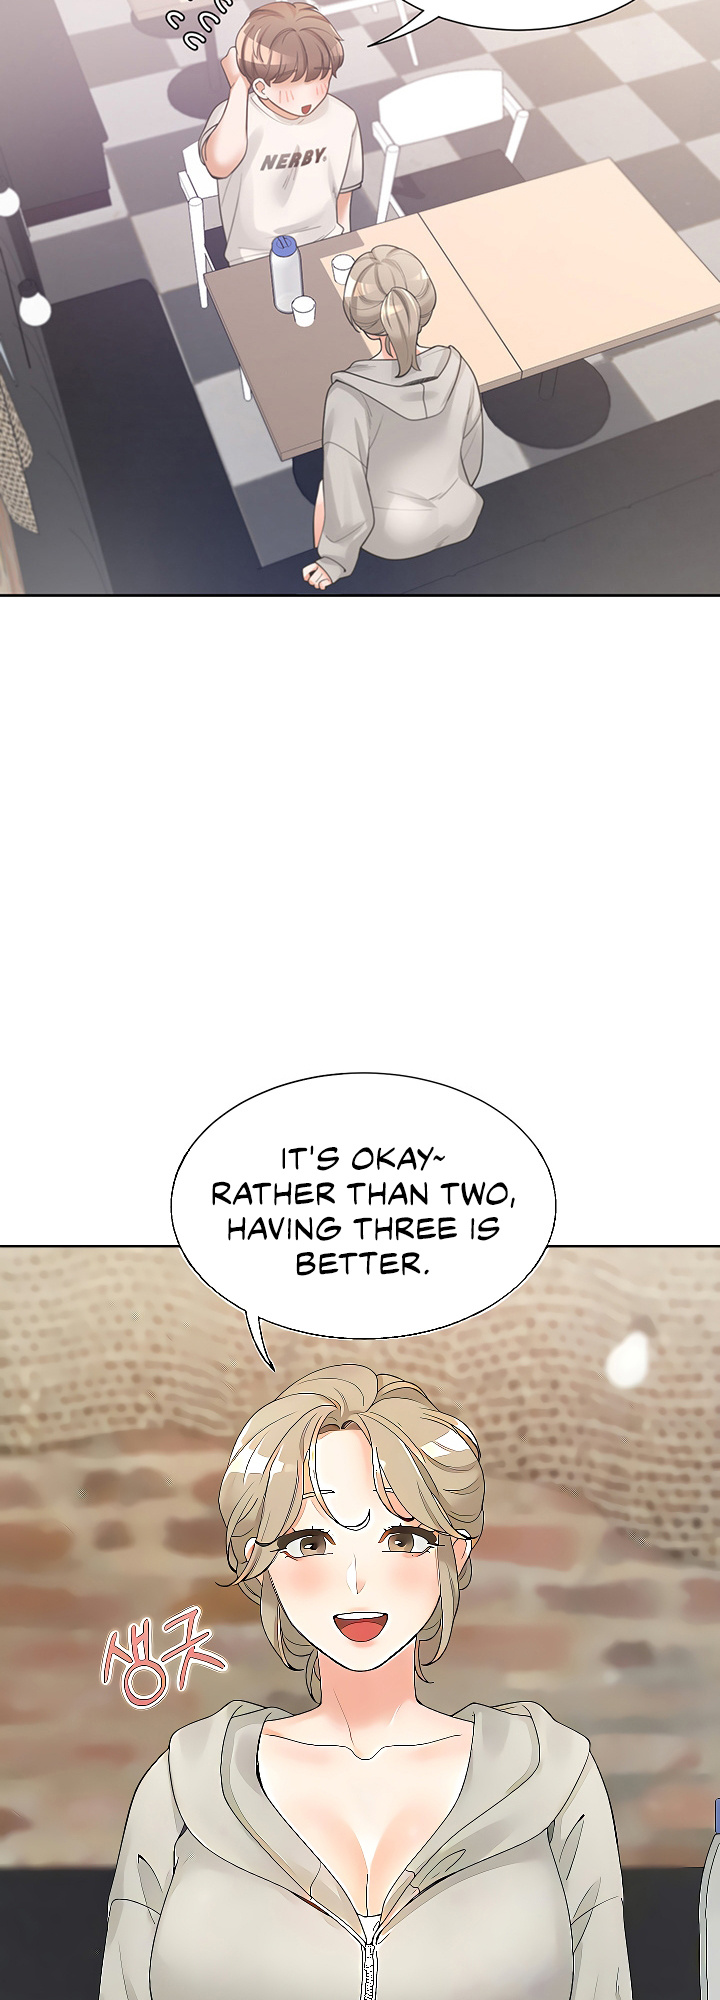 NERBY.
IT'S OKAY~
RATHER THAN TWO,
HAVING THREE IS
BETTER.
생긋